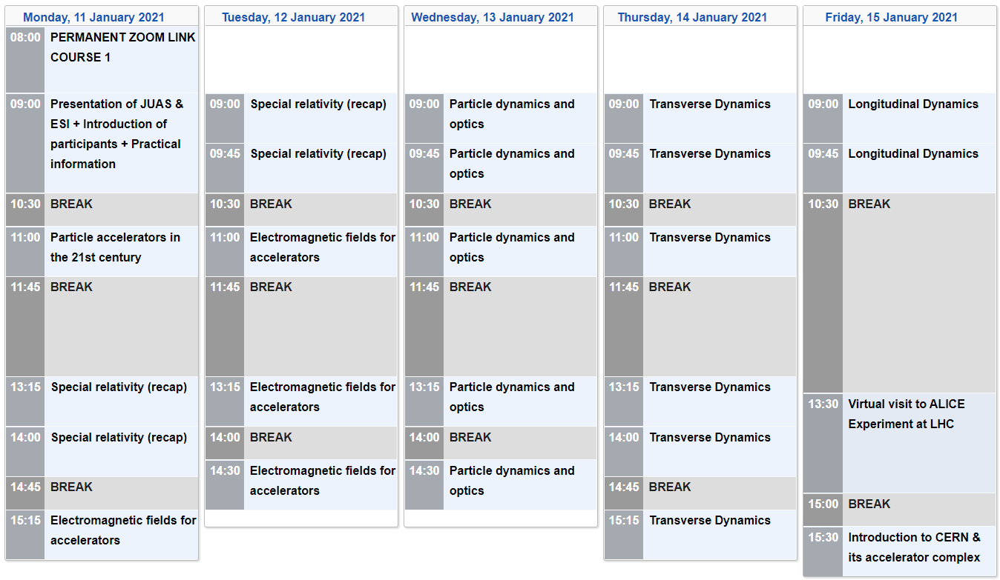 Monday, 11 January 2021
08:00 PERMANENT ZOOM LINK
COURSE 1
09:00 Presentation of JUAS &
ESI + Introduction of
participants + Practical
information
10:30 BREAK
11:00 Particle accelerators in
the 21st century
11:45 BREAK
13:15 Special relativity (recap)
14:00 Special relativity (recap)
14:45 BREAK
15:15 Electromagnetic fields for
accelerators
Tuesday, 12 January 2021
09:00 Special relativity (recap)
09:45 Special relativity (recap)
10:30 BREAK
11:00 Electromagnetic fields for
accelerators
11:45 BREAK
13:15 Electromagnetic fields for
accelerators
14:00 BREAK
14:30 Electromagnetic fields for
accelerators
Wednesday, 13 January 2021
09:00 Particle dynamics and
optics
09:45 Particle dynamics and
optics
10:30 BREAK
11:00 Particle dynamics and
optics
11:45 BREAK
13:15 Particle dynamics and
optics
14:00 BREAK
14:30 Particle dynamics and
optics
Thursday, 14 January 2021
09:00 Transverse Dynamics
09:45 Transverse Dynamics
10:30 BREAK
11:00 Transverse Dynamics
11:45 BREAK
13:15 Transverse Dynamics
14:00 Transverse Dynamics
14:45 BREAK
15:15 Transverse Dynamics
Friday, 15 January 2021
09:00 Longitudinal Dynamics
09:45 Longitudinal Dynamics
10:30 BREAK
13:30 Virtual visit to ALICE
Experiment at LHC
15:00 BREAK
15:30 Introduction to CERN &
its accelerator complex